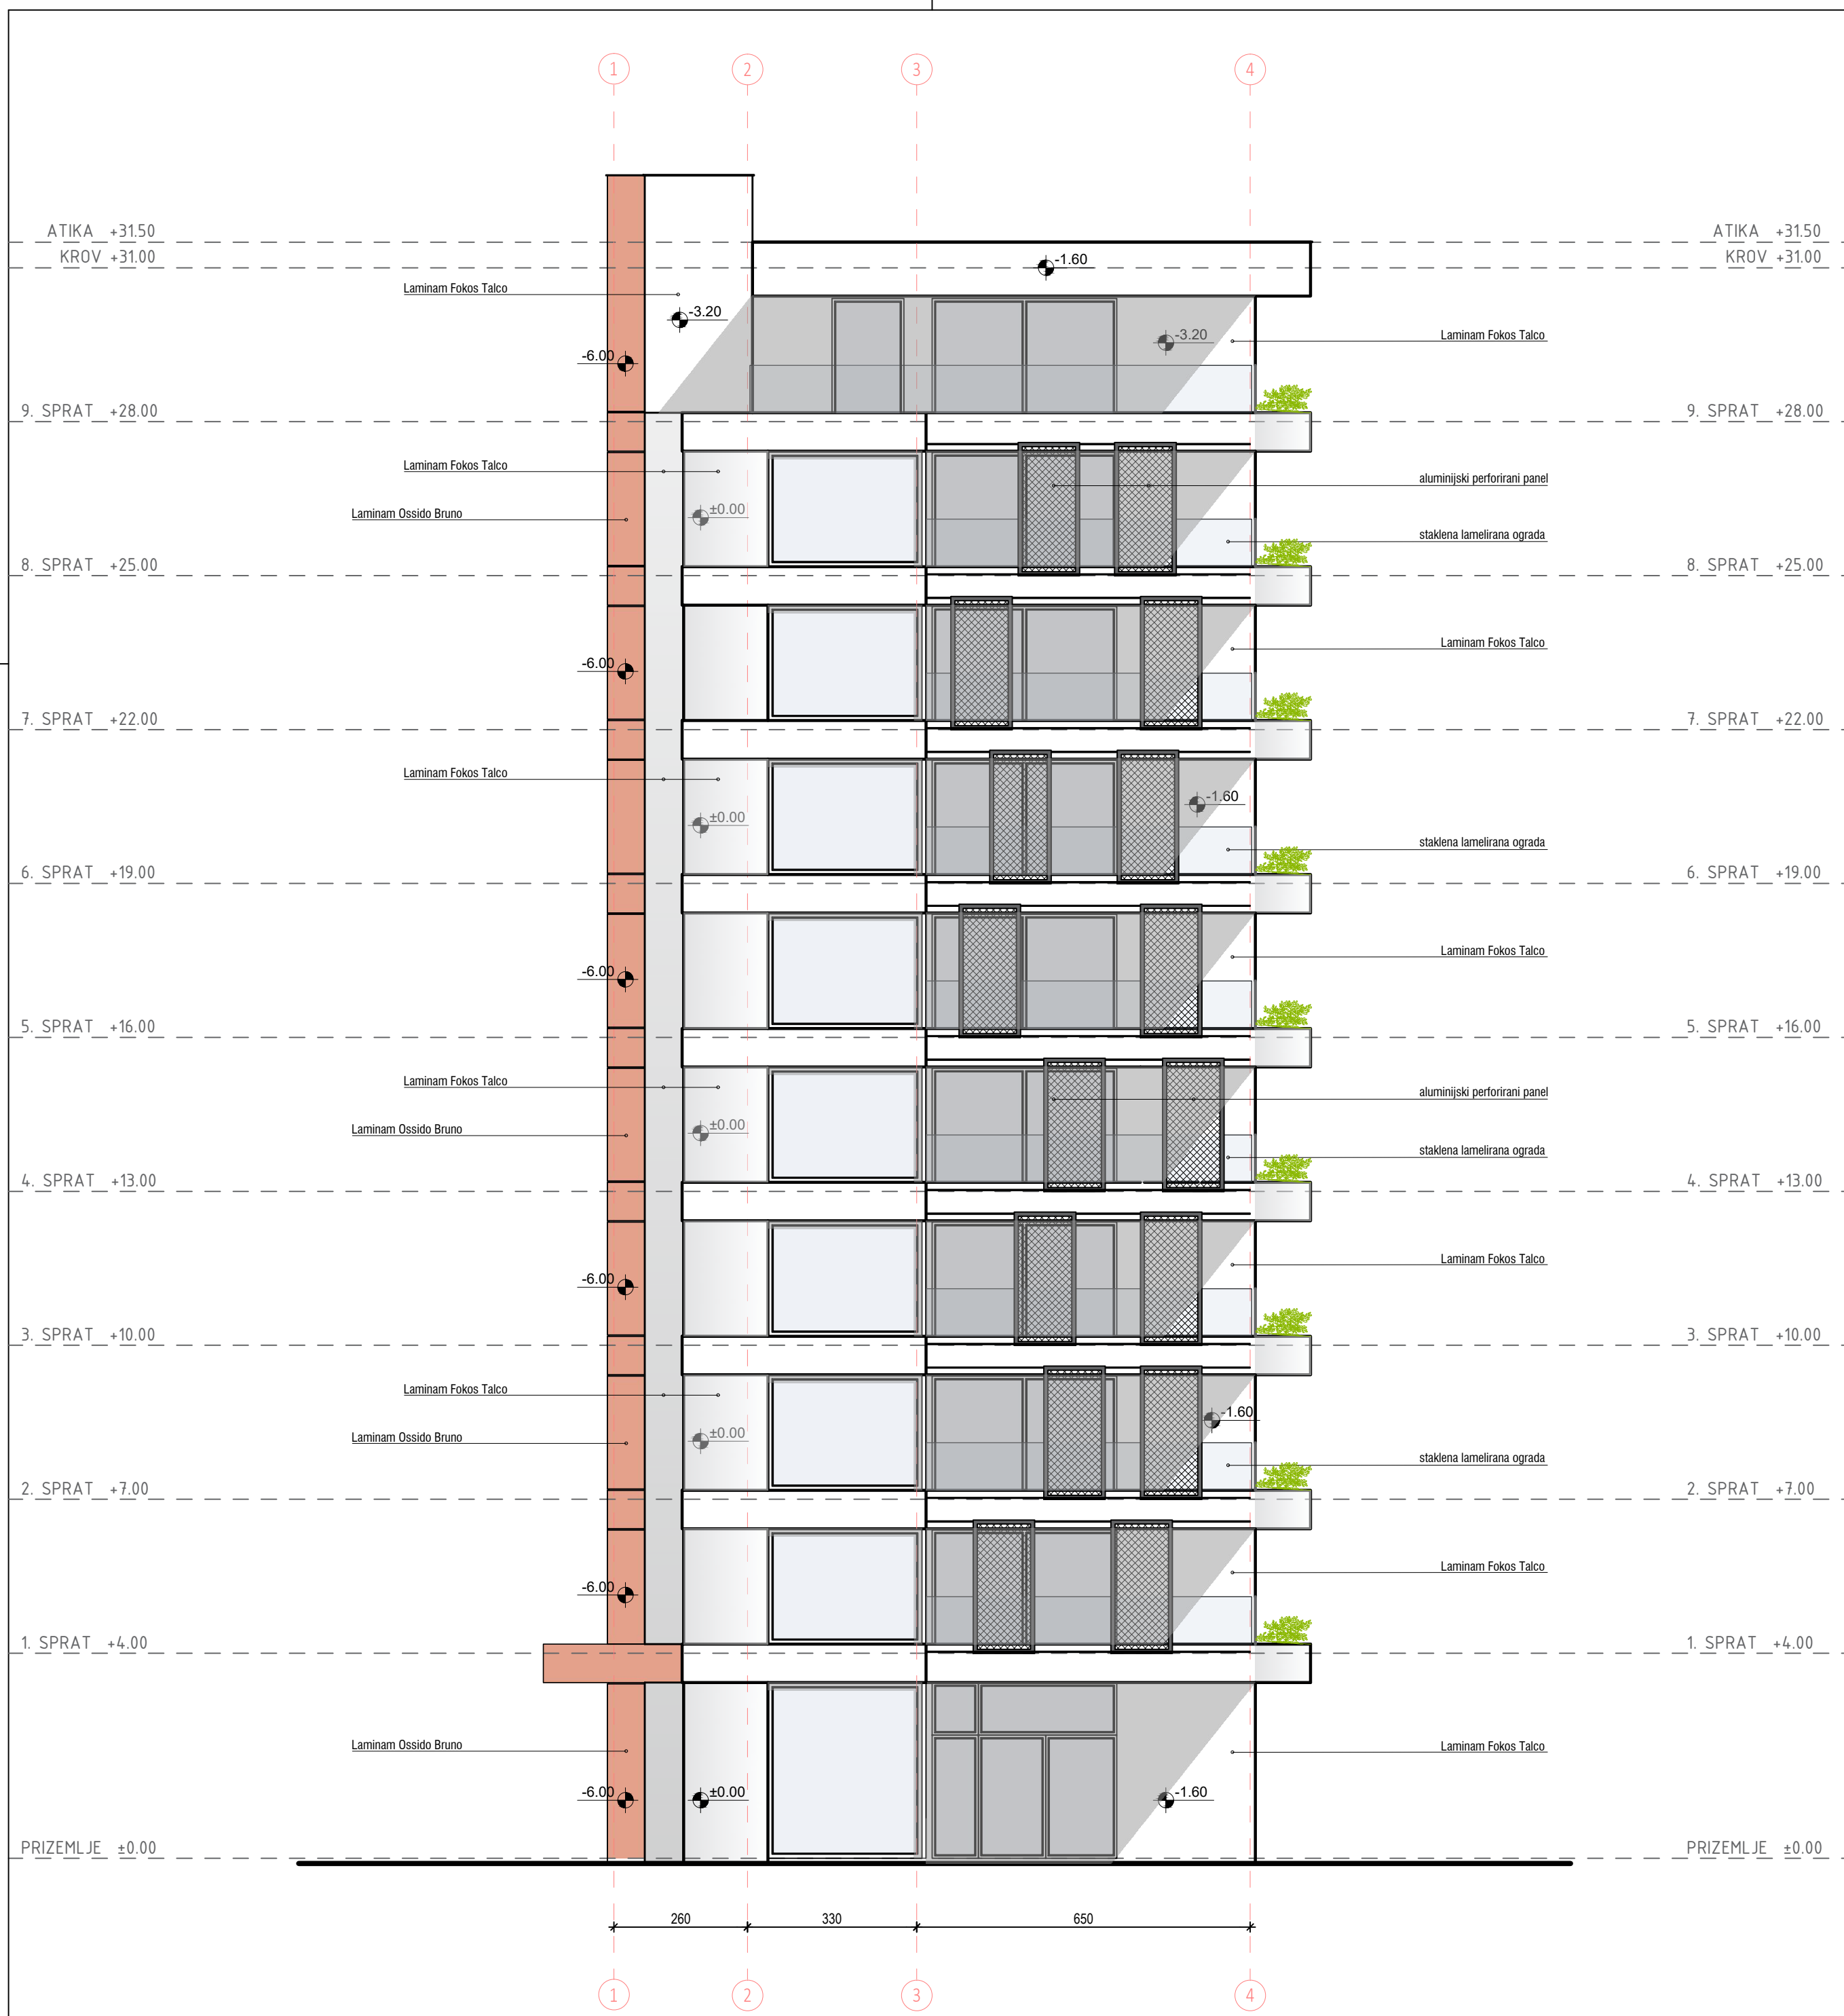 1 2 3 4
ATIKA +31.50 ATIKA +31.50
KROV +31.00 -1.60 KROV +31.00
Laminam Fokos Talco
-3.20
Laminam Fokos Talco
-3.20
-6.00
9. SPRAT +28.00 9. SPRAT +28.00
Laminam Fokos Talco
aluminijski perforirani panel
Laminam Ossido Bruno ±0.00
staklena lamelirana ograda
8. SPRAT +25.00 8. SPRAT +25.00
Laminam Fokos Talco
-6.00
7. SPRAT +22.00 7. SPRAT +22.00
Laminam Fokos Talco
-1.60
±0.00
staklena lamelirana ograda
6. SPRAT +19.00 6. SPRAT +19.00
Laminam Fokos Talco
-6.00
5. SPRAT +16.00 5. SPRAT +16.00
Laminam Fokos Talco
aluminijski perforirani panel
Laminam Ossido Bruno ±0.00
staklena lamelirana ograda
4. SPRAT +13.00 4. SPRAT +13.00
Laminam Fokos Talco
-6.00
3. SPRAT +10.00 3. SPRAT +10.00
Laminam Fokos Talco
-1.60
Laminam Ossido Bruno ±0.00
staklena lamelirana ograda
2. SPRAT +7.00 2. SPRAT +7.00
Laminam Fokos Talco
-6.00
1. SPRAT +4.00 1. SPRAT +4.00
Laminam Ossido Bruno Laminam Fokos Talco
-6.00 ±0.00 -1.60
PRIZEMLJE ±0.00 PRIZEMLJE ±0.00
260 330 650
1 2 3 4